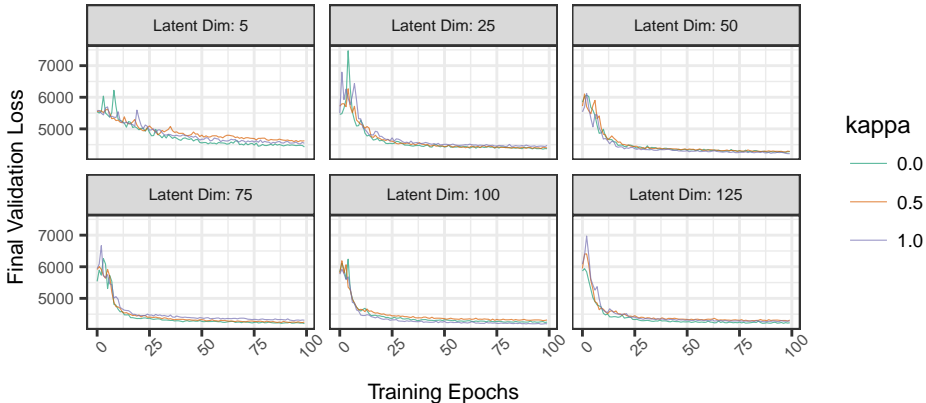 Latent Dim: 5
Latent Dim: 25
Latent Dim: 50
7000
6000
5000
Latent Dim: 75
Latent Dim: 100
Latent Dim: 125
7000
6000
5000
0
25
50
75
100
0
25
50
75
100
0
25
50
75
100
Training Epochs
Final Validation Loss
kappa
0.0
0.5
1.0